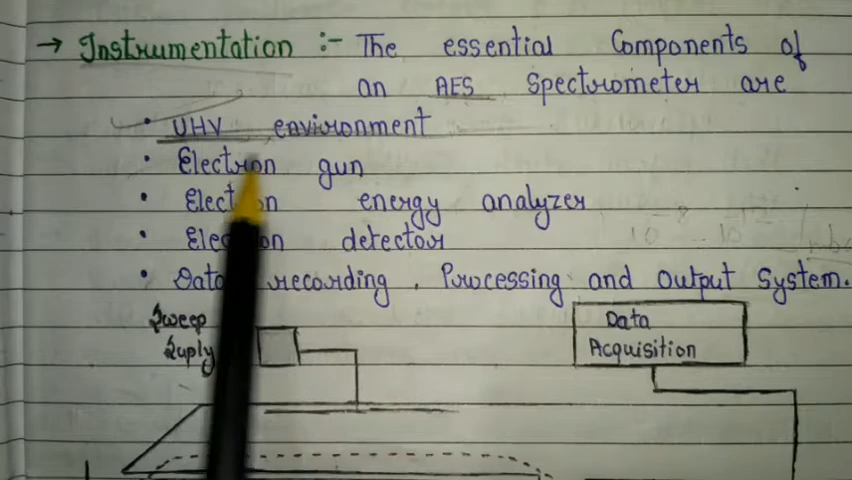 → Instrumentation :- The essential Components of
an AES Spectrometer are
• UHV environment
• Electron gun
• Electron energy analyzer
• Electron detector
• Data recording, Processing and Output System.
Sweep
Suply
Data
Acquisition